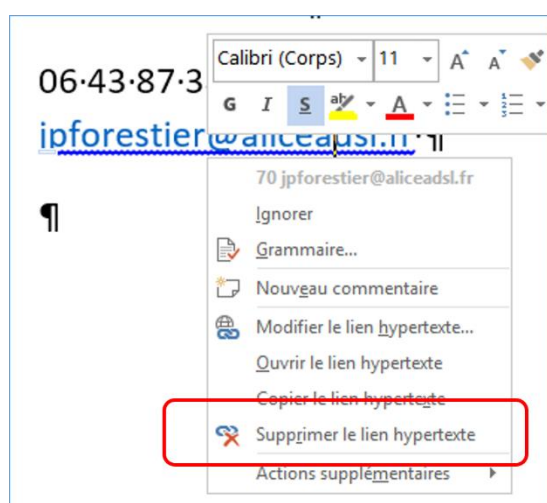 Calibri (Corps) 11 A A
06·43·87·3
G I S aby A
jpforestier@aliceadsl.fr·¶
70 jpforestier@aliceadsl.fr
¶
Ignorer
Grammaire...
Nouveau commentaire
Modifier le lien hypertexte...
Ouvrir le lien hypertexte
Copier le lien hypertexte
Supprimer le lien hypertexte
Actions supplémentaires